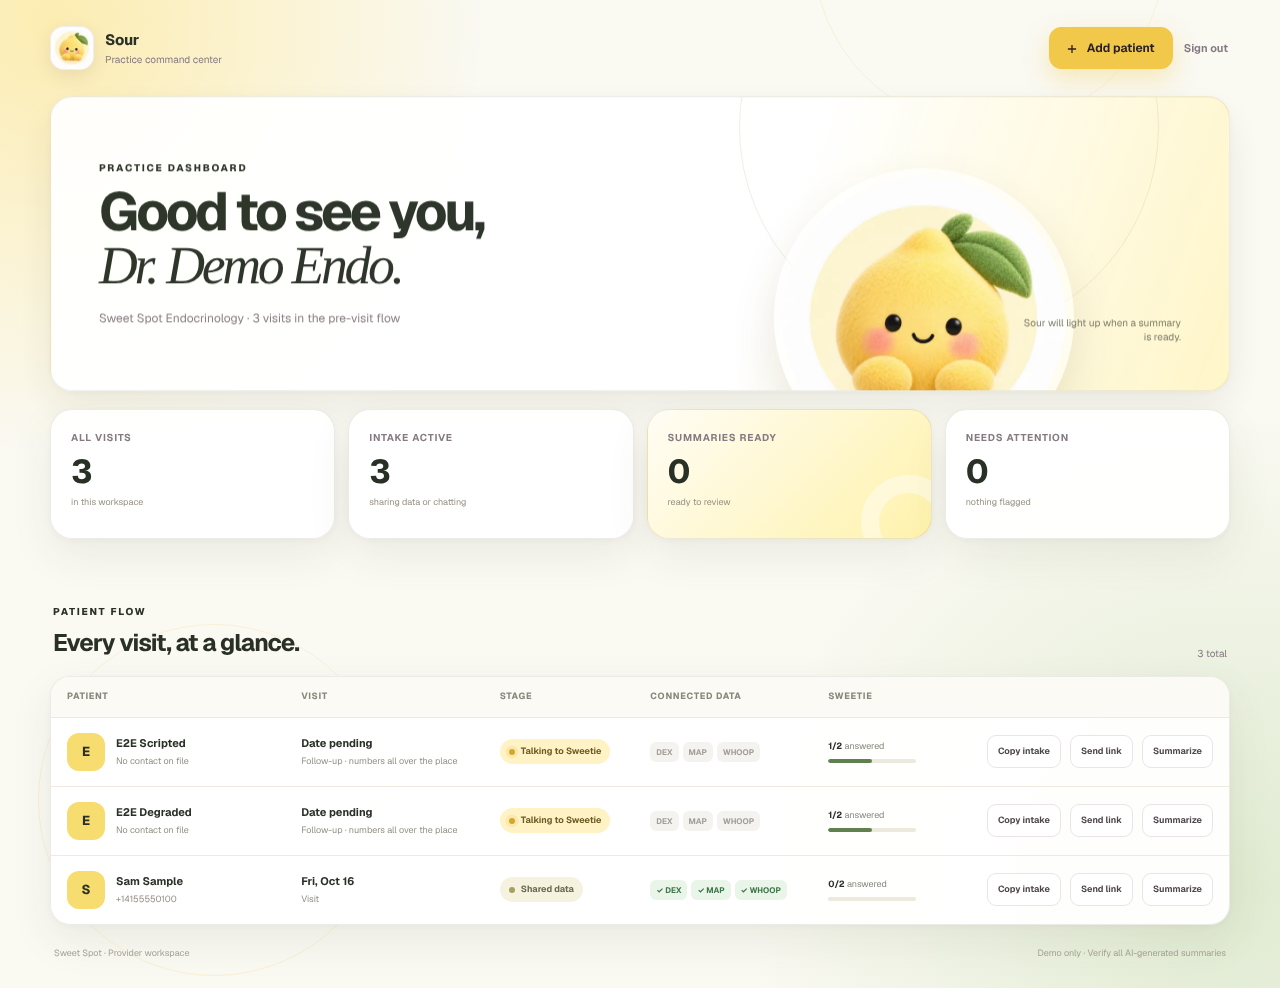 Sour
Practice command center
+ Add patient
Sign out
PRACTICE DASHBOARD
Good to see you,
Dr. Demo Endo.
Sweet Spot Endocrinology · 3 visits in the pre-visit flow
Sour will light up when a summary
is ready.
ALL VISITS
3
in this workspace
INTAKE ACTIVE
3
sharing data or chatting
SUMMARIES READY
0
ready to review
NEEDS ATTENTION
0
nothing flagged
PATIENT FLOW
Every visit, at a glance.
3 total
PATIENT VISIT STAGE CONNECTED DATA SWEETIE
E E2E Scripted Date pending Talking to Sweetie DEX MAP WHOOP 1/2 answered Copy intake Send link Summarize
No contact on file Follow-up · numbers all over the place
E E2E Degraded Date pending Talking to Sweetie DEX MAP WHOOP 1/2 answered Copy intake Send link Summarize
No contact on file Follow-up · numbers all over the place
S Sam Sample Fri, Oct 16 Shared data ✓ DEX ✓ MAP ✓ WHOOP 0/2 answered Copy intake Send link Summarize
+14155550100 Visit
Sweet Spot · Provider workspace
Demo only · Verify all AI-generated summaries